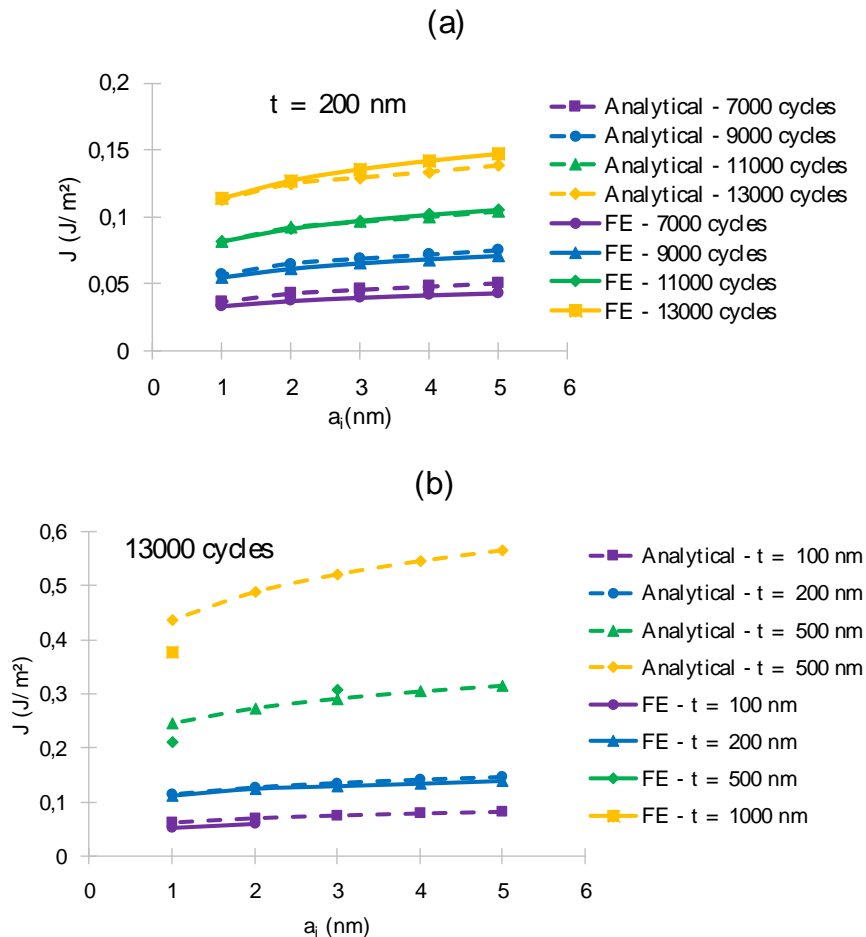 (a)
J (J/m²)
0,2
0,15
0,1
0,05
0
t = 200 nm
0 1 2 3 4 5 6
aᵢ(nm)
Analytical - 7000 cycles
Analytical - 9000 cycles
Analytical - 11000 cycles
Analytical - 13000 cycles
FE - 7000 cycles
FE - 9000 cycles
FE - 11000 cycles
FE - 13000 cycles
(b)
J (J/m²)
0,6
0,5
0,4
0,3
0,2
0,1
0
13000 cycles
0 1 2 3 4 5 6
aᵢ (nm)
Analytical - t = 100 nm
Analytical - t = 200 nm
Analytical - t = 500 nm
Analytical - t = 500 nm
FE - t = 100 nm
FE - t = 200 nm
FE - t = 500 nm
FE - t = 1000 nm